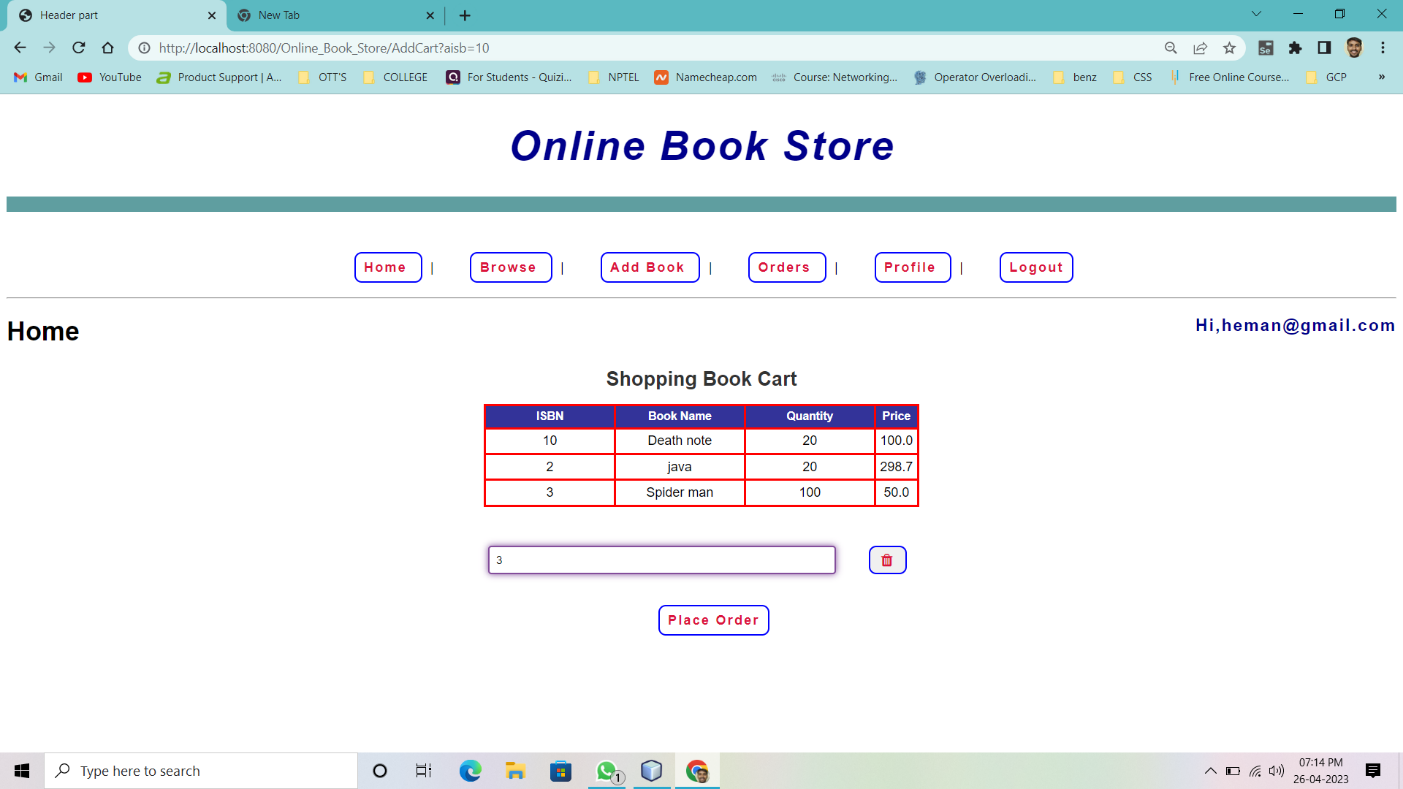 Header part
New Tab
http://localhost:8080/Online_Book_Store/AddCart?aisb=10
Gmail YouTube Product Support | A... OTT'S COLLEGE For Students - Quizi... NPTEL Namecheap.com Course: Networking... Operator Overloadi... benz CSS Free Online Course... GCP »
Online Book Store
Home | Browse | Add Book | Orders | Profile | Logout
Home
Hi,heman@gmail.com
Shopping Book Cart
ISBN Book Name Quantity Price
10 Death note 20 100.0
2 java 20 298.7
3 Spider man 100 50.0
3
Place Order
Type here to search
1
07:14 PM
26-04-2023